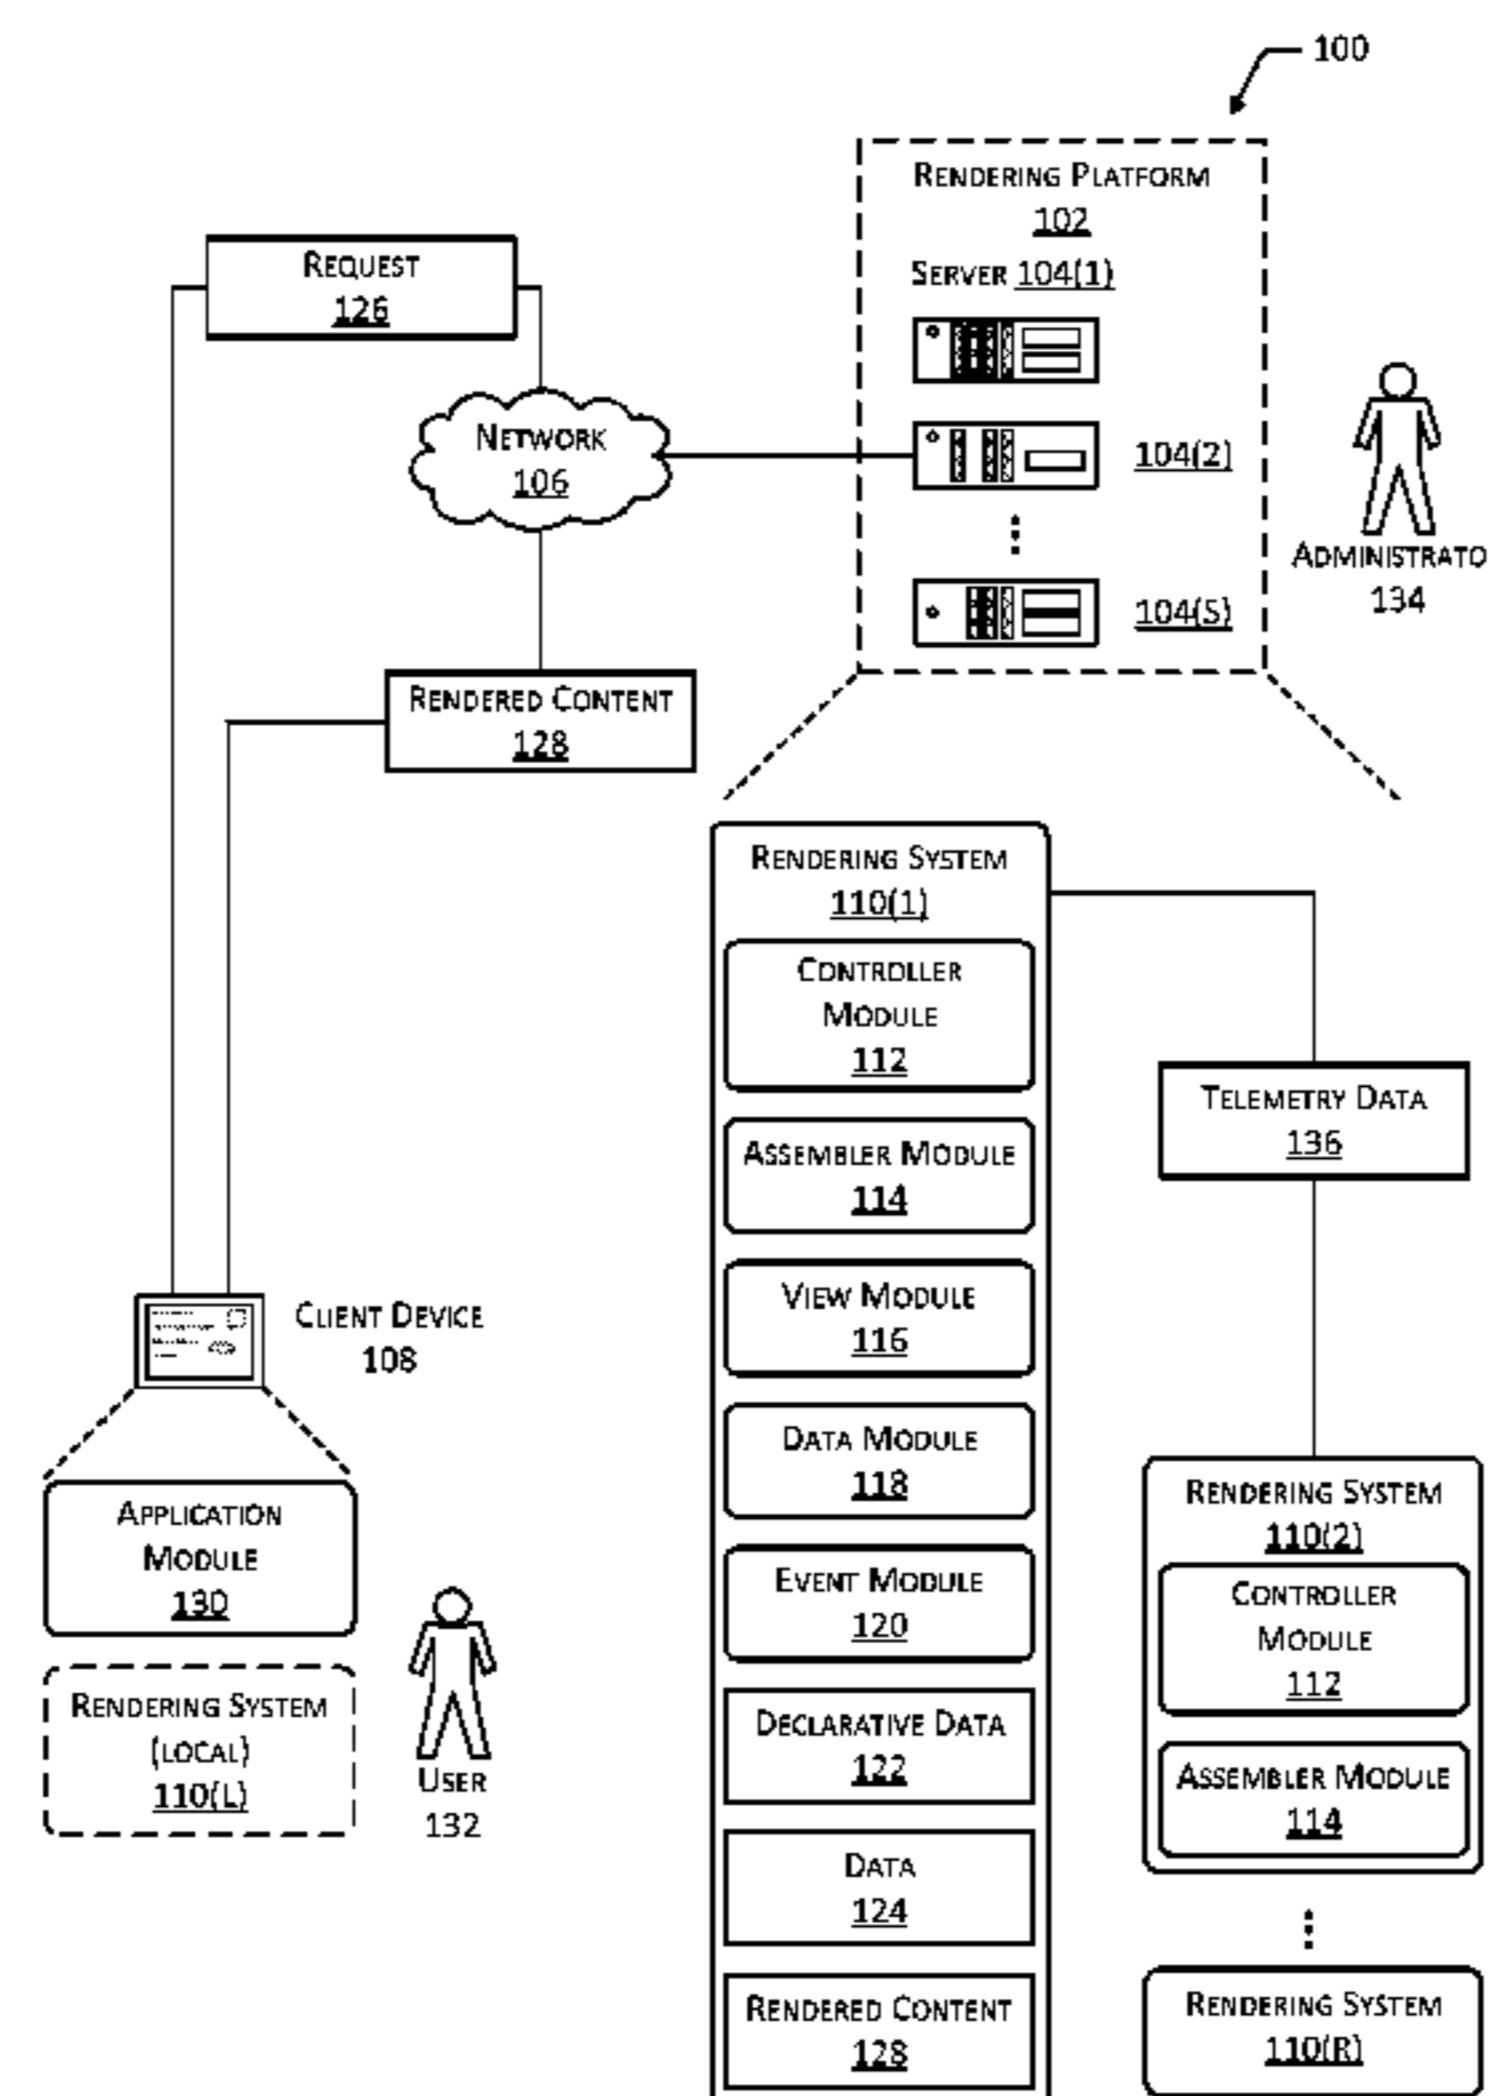 100
RENDERING PLATFORM
102
SERVER 104(1)
104(2)
104(S)
ADMINISTRATO
134
REQUEST
126
NETWORK
106
RENDERED CONTENT
128
CLIENT DEVICE
108
APPLICATION
MODULE
130
RENDERING SYSTEM
(LOCAL)
110(L)
USER
132
RENDERING SYSTEM
110(1)
CONTROLLER
MODULE
112
ASSEMBLER MODULE
114
VIEW MODULE
116
DATA MODULE
118
EVENT MODULE
120
DECLARATIVE DATA
122
DATA
124
RENDERED CONTENT
128
TELEMETRY DATA
136
RENDERING SYSTEM
110(2)
CONTROLLER
MODULE
112
ASSEMBLER MODULE
114
RENDERING SYSTEM
110(R)